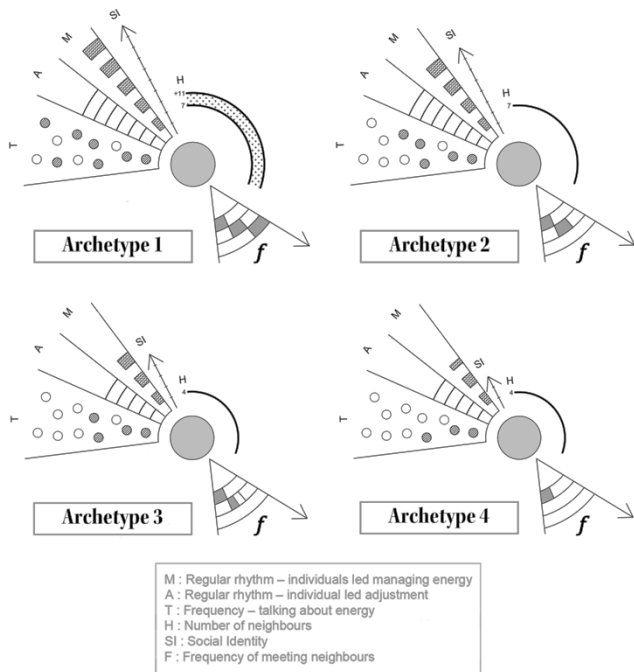 SI
M
A
T
H
+11
7
f
Archetype 1
SI
M
A
T
H
7
f
Archetype 2
SI
M
A
T
H
4
f
Archetype 3
SI
M
A
T
H
4
f
Archetype 4
M : Regular rhythm – individuals led managing energy
A : Regular rhythm – individual led adjustment
T : Frequency – talking about energy
H : Number of neighbours
SI : Social Identity
F : Frequency of meeting neighbours